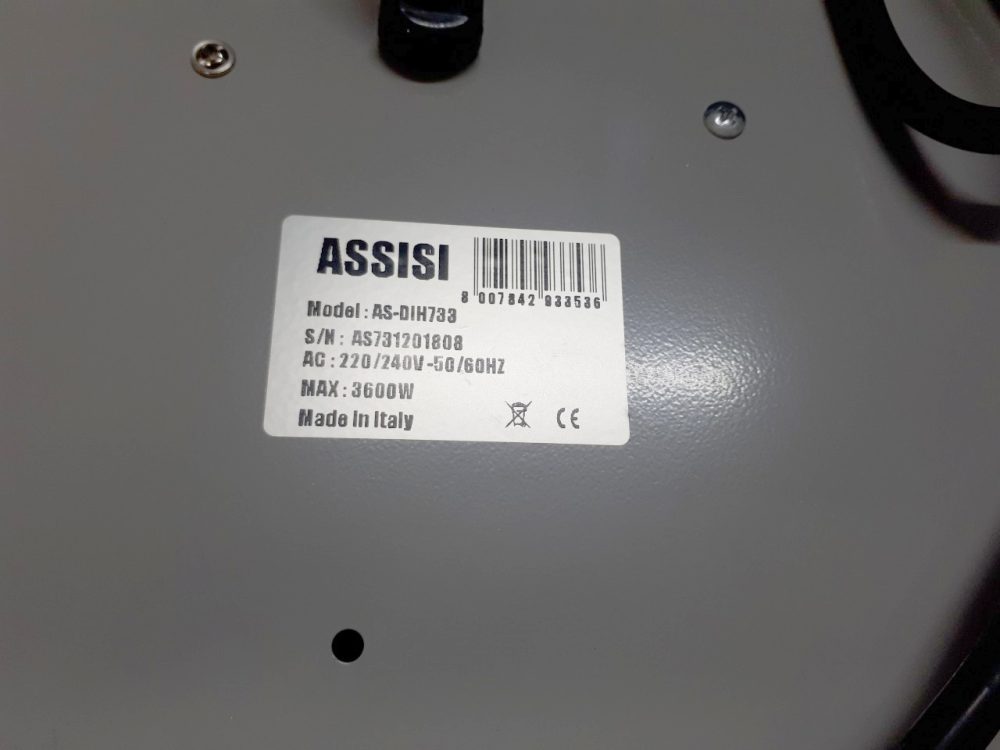 ASSISI
8 007842 933536
Model : AS-DIH733
S/N : AS731201808
AC : 220/240V -50/60HZ
MAX : 3600W
Made in Italy
CE